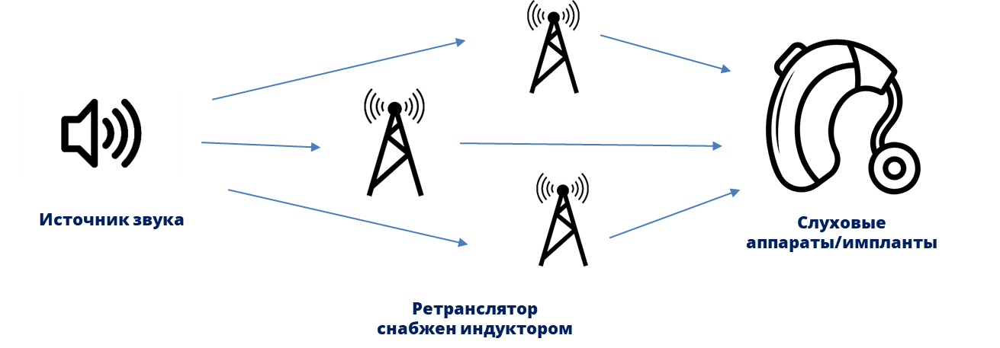 Источник звука
Слуховые
аппараты/импланты
Ретранслятор
снабжен индуктором